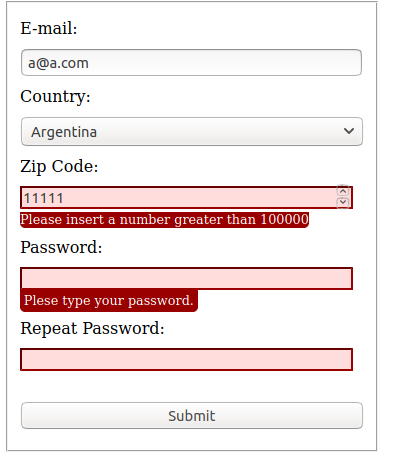 E-mail:
a@a.com
Country:
Argentina
Zip Code:
11111
Please insert a number greater than 100000
Password:
Plese type your password.
Repeat Password:
Submit